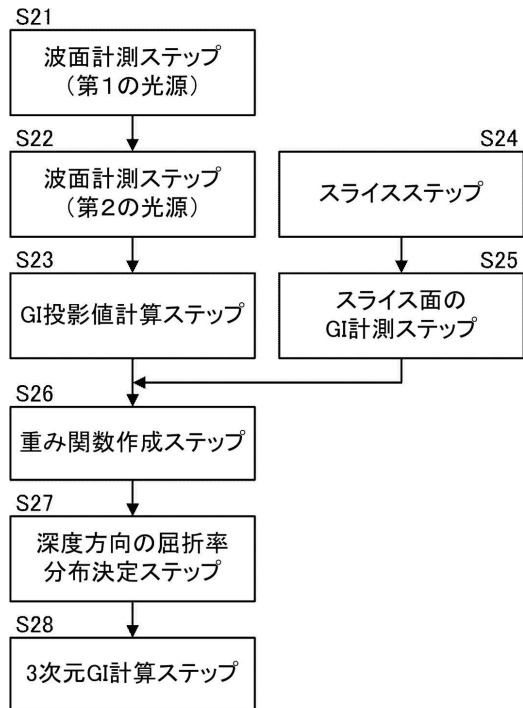 S21
波面計測ステップ
(第1の光源)
S22
波面計測ステップ
(第2の光源)
S23
GI投影値計算ステップ
S24
スライスステップ
S25
スライス面の
GI計測ステップ
S26
重み関数作成ステップ
S27
深度方向の屈折率
分布決定ステップ
S28
3次元GI計算ステップ